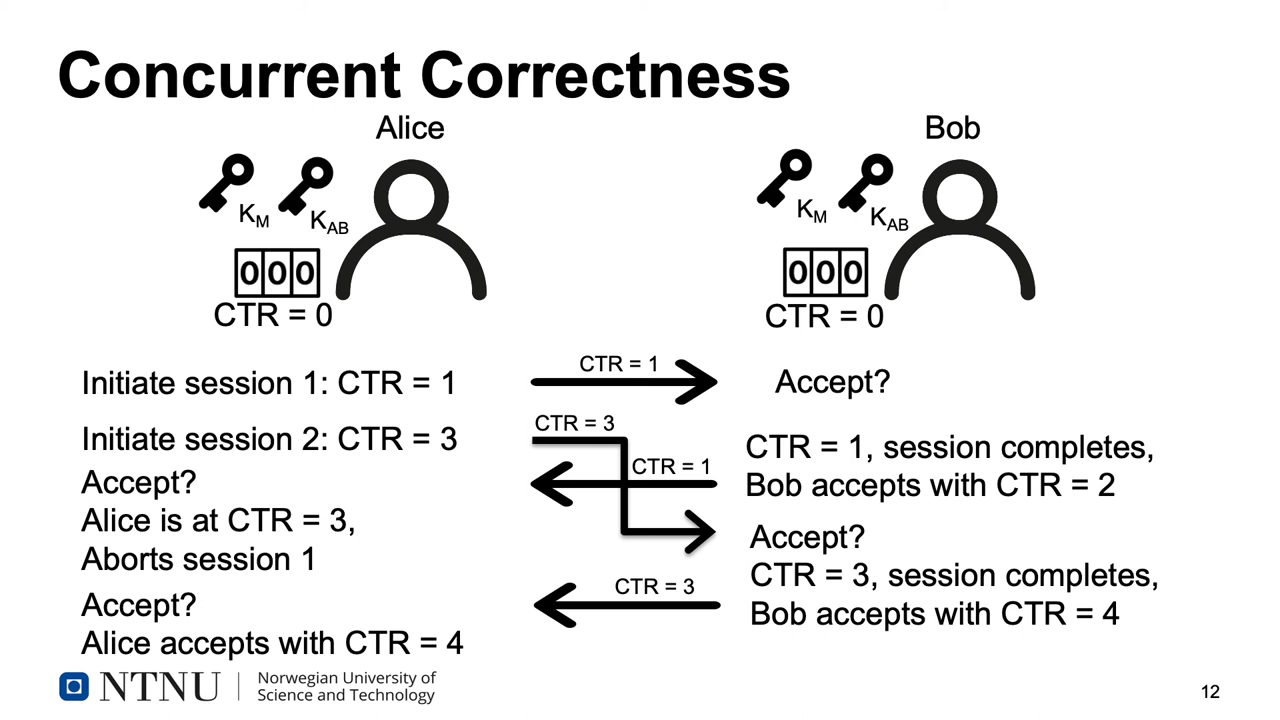 Concurrent Correctness
Alice
Bob
KM
KAB
KM
KAB
000
000
CTR = 0
CTR = 0
Initiate session 1: CTR = 1
CTR = 1
Accept?
Initiate session 2: CTR = 3
CTR = 3
Accept?
Alice is at CTR = 3,
Aborts session 1
CTR = 1
CTR = 1, session completes,
Bob accepts with CTR = 2
Accept?
CTR = 3, session completes,
Bob accepts with CTR = 4
CTR = 3
Accept?
Alice accepts with CTR = 4
NTNU
Norwegian University of
Science and Technology
12